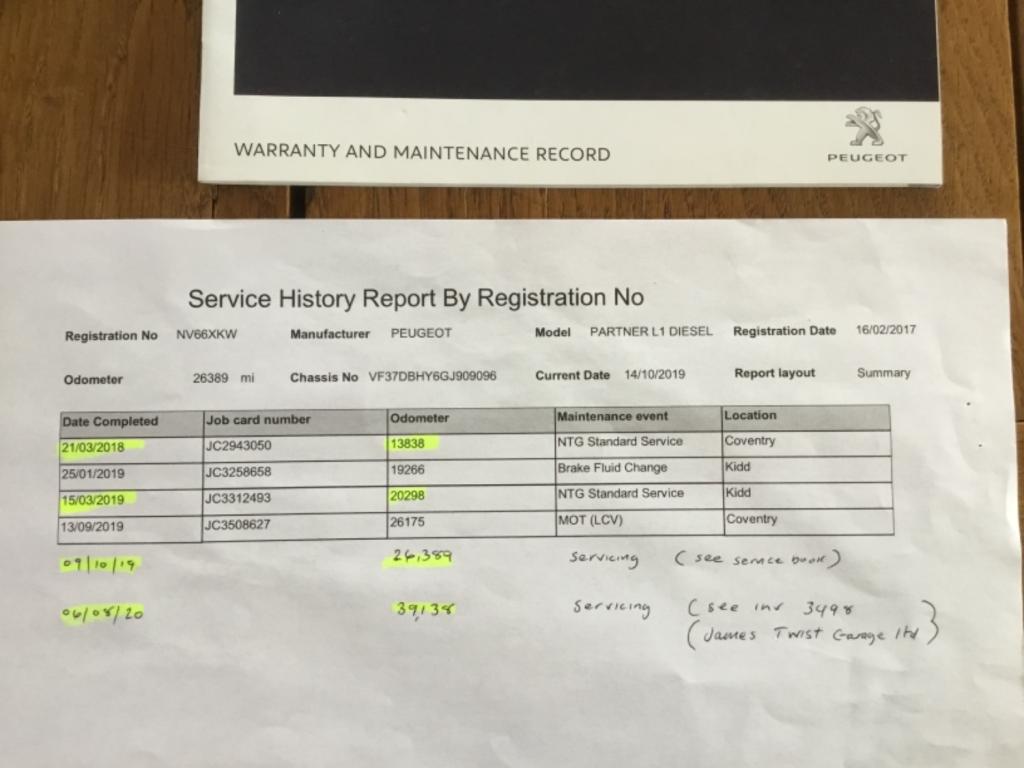 WARRANTY AND MAINTENANCE RECORD
PEUGEOT
Service History Report By Registration No
Registration No NV66XKW Manufacturer PEUGEOT Model PARTNER L1 DIESEL Registration Date 16/02/2017
Odometer 26389 mi Chassis No VF37DBHY6GJ909096 Current Date 14/10/2019 Report layout Summary
Date Completed Job card number Odometer Maintenance event Location
21/03/2018 JC2943050 13838 NTG Standard Service Coventry
25/01/2019 JC3258658 19266 Brake Fluid Change Kidd
15/03/2019 JC3312493 20298 NTG Standard Service Kidd
13/09/2019 JC3508627 26175 MOT (LCV) Coventry
09/10/19 26,389 Servicing (see service book)
06/08/20 39,138 Servicing (see inv 3498)
(James Twist Garage ltd)